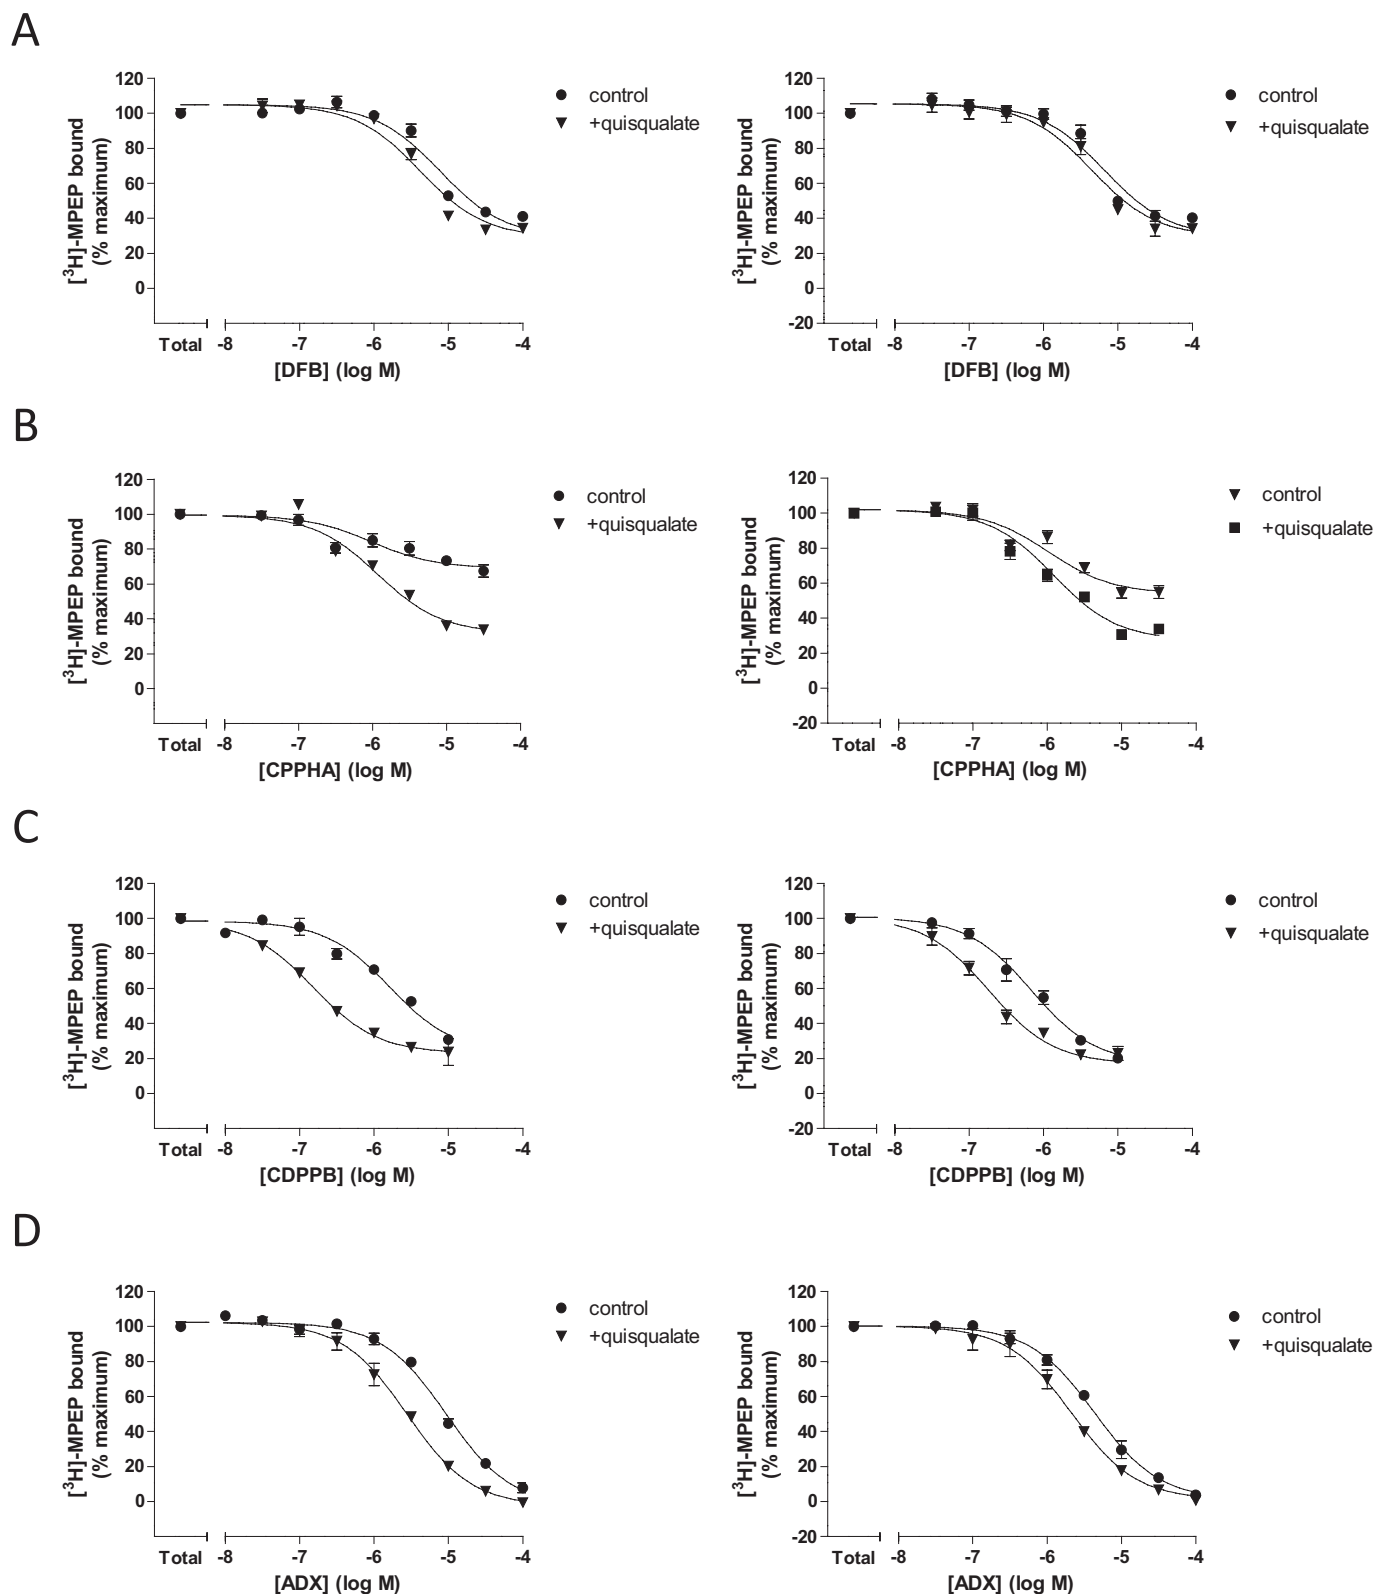 A
120
100
80
60
40
20
0
[³H]-MPEP bound
(% maximum)
Total -8 -7 -6 -5 -4
[DFB] (log M)
control
+quisqualate
120
100
80
60
40
20
0
-20
[³H]-MPEP bound
(% maximum)
Total -8 -7 -6 -5 -4
[DFB] (log M)
control
+quisqualate
B
120
100
80
60
40
20
0
[³H]-MPEP bound
(% maximum)
Total -8 -7 -6 -5 -4
[CPPHA] (log M)
control
+quisqualate
120
100
80
60
40
20
0
-20
[³H]-MPEP bound
(% maximum)
Total -8 -7 -6 -5 -4
[CPPHA] (log M)
control
+quisqualate
C
120
100
80
60
40
20
0
[³H]-MPEP bound
(% maximum)
Total -8 -7 -6 -5 -4
[CDPPB] (log M)
control
+quisqualate
120
100
80
60
40
20
0
-20
[³H]-MPEP bound
(% maximum)
Total -8 -7 -6 -5 -4
[CDPPB] (log M)
control
+quisqualate
D
120
100
80
60
40
20
0
[³H]-MPEP bound
(% maximum)
Total -8 -7 -6 -5 -4
[ADX] (log M)
control
+quisqualate
120
100
80
60
40
20
0
-20
[³H]-MPEP bound
(% maximum)
Total -8 -7 -6 -5 -4
[ADX] (log M)
control
+quisqualate